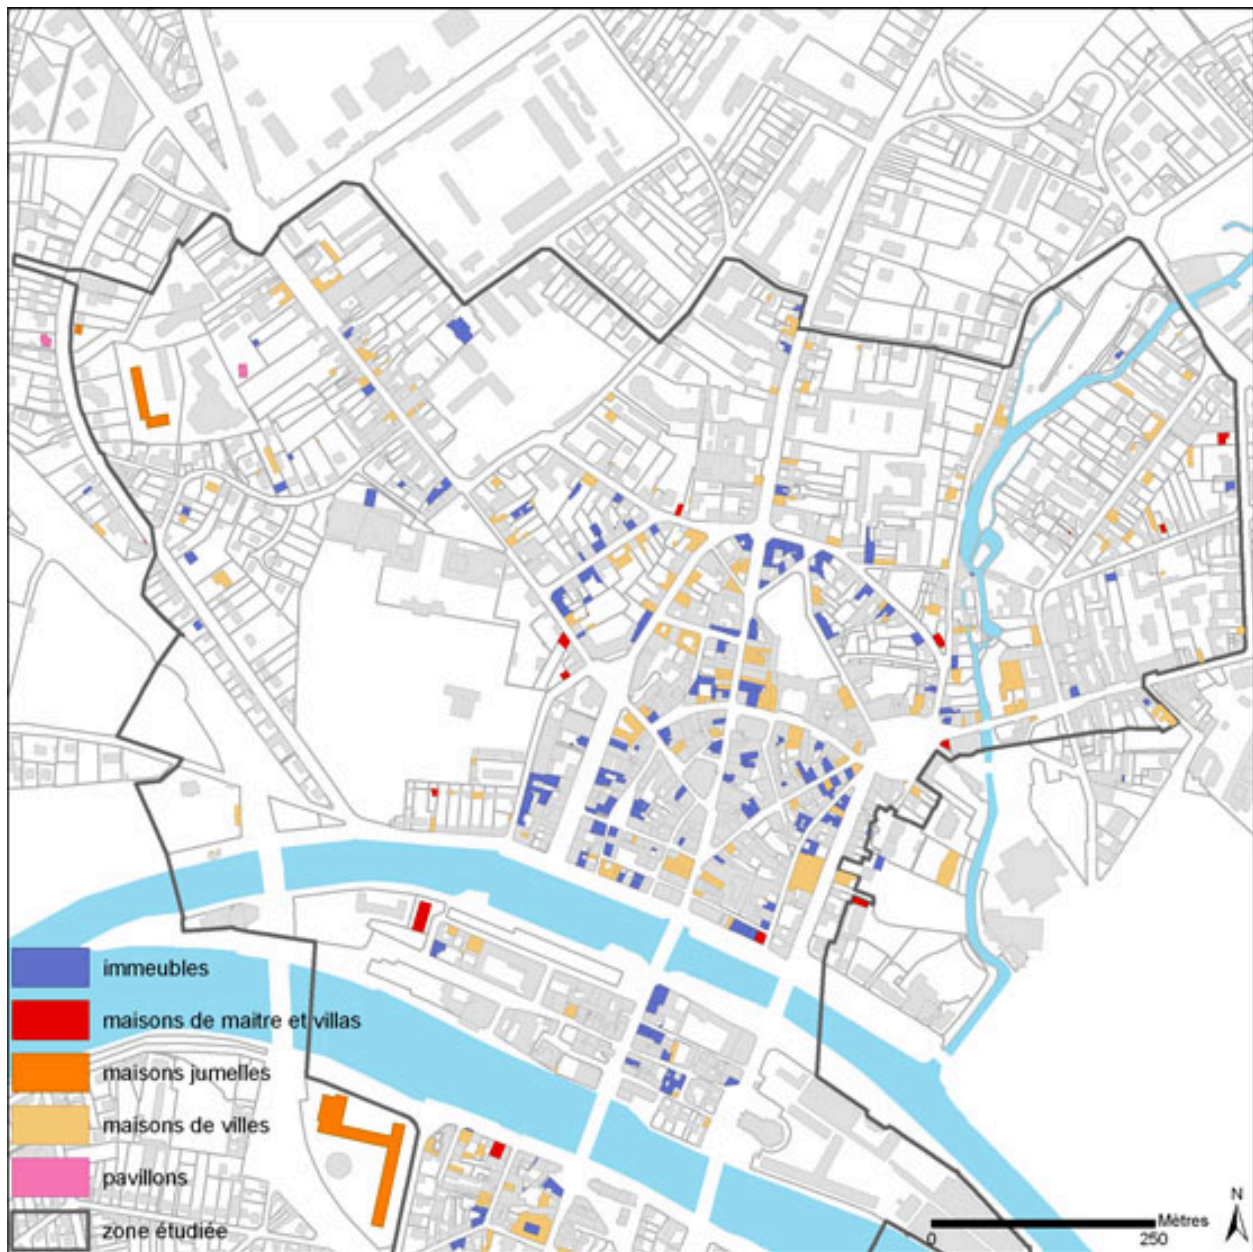 immeubles
maisons de maitre et villas
maisons jumelles
maisons de villes
pavillons
zone étudiée
N
Mètres
0 250